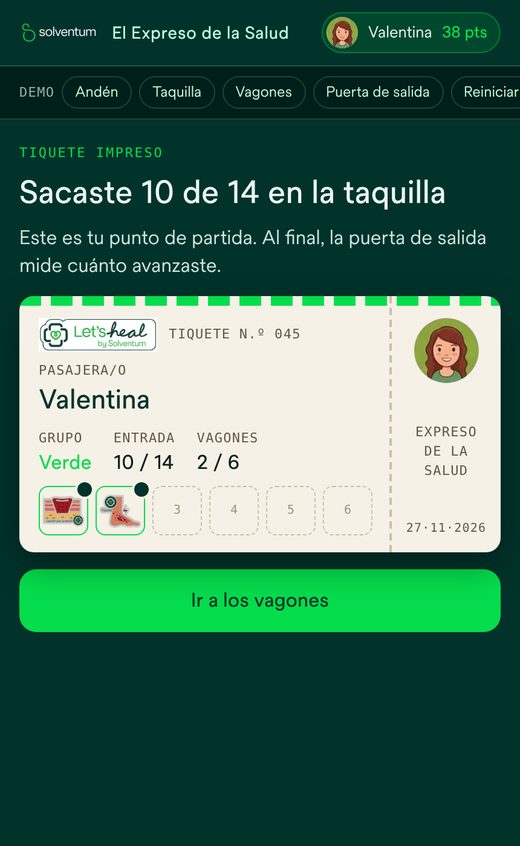 solventum
El Expreso de la Salud
Valentina 38 pts
DEMO Andén Taquilla Vagones Puerta de salida Reiniciar
TIQUETE IMPRESO
Sacaste 10 de 14 en la taquilla
Este es tu punto de partida. Al final, la puerta de salida
mide cuánto avanzaste.
Let's heal
by Solventum
TIQUETE N.º 045
PASAJERA/O
Valentina
GRUPO ENTRADA VAGONES
Verde 10 / 14 2 / 6
3 4 5 6
EXPRESO
DE LA
SALUD
27·11·2026
Ir a los vagones